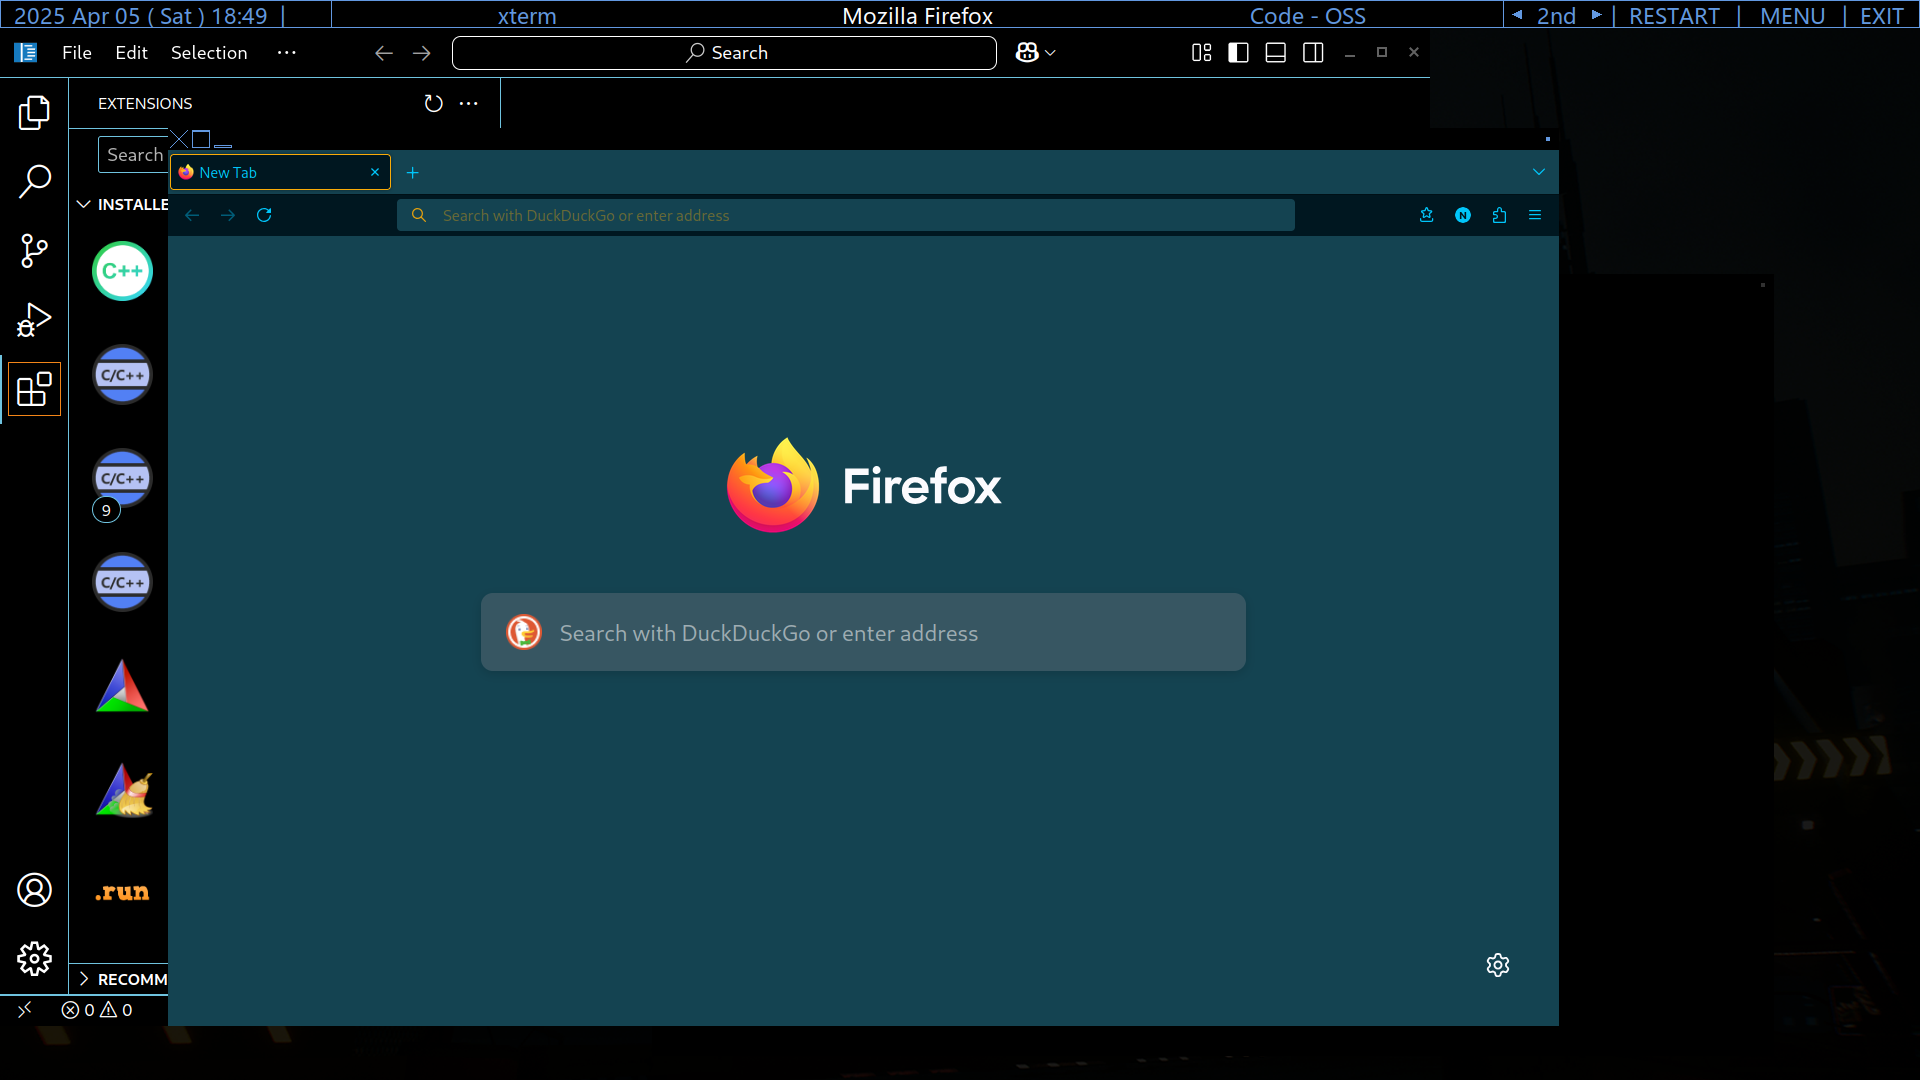 2025 Apr 05 ( Sat ) 18:49 | xterm Mozilla Firefox Code - OSS 2nd | RESTART | MENU | EXIT
File Edit Selection ··· Search
EXTENSIONS ···
Search
New Tab
INSTALLE
Search with DuckDuckGo or enter address
N
C++
C/C++
C/C++
9
Firefox
C/C++
Search with DuckDuckGo or enter address
.run
RECOMM
0 0